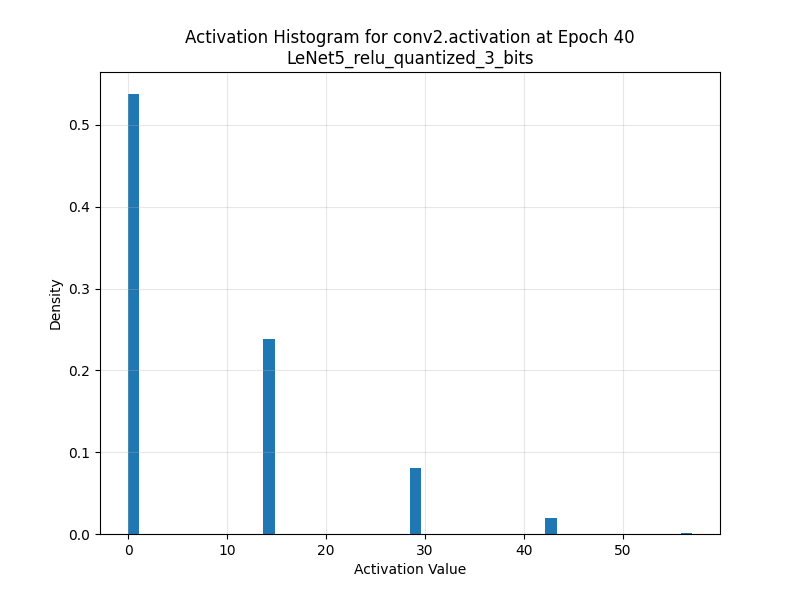 Activation Histogram for conv2.activation at Epoch 40
LeNet5_relu_quantized_3_bits
0.5
0.4
0.3
0.2
0.1
0.0
Density
0 10 20 30 40 50
Activation Value